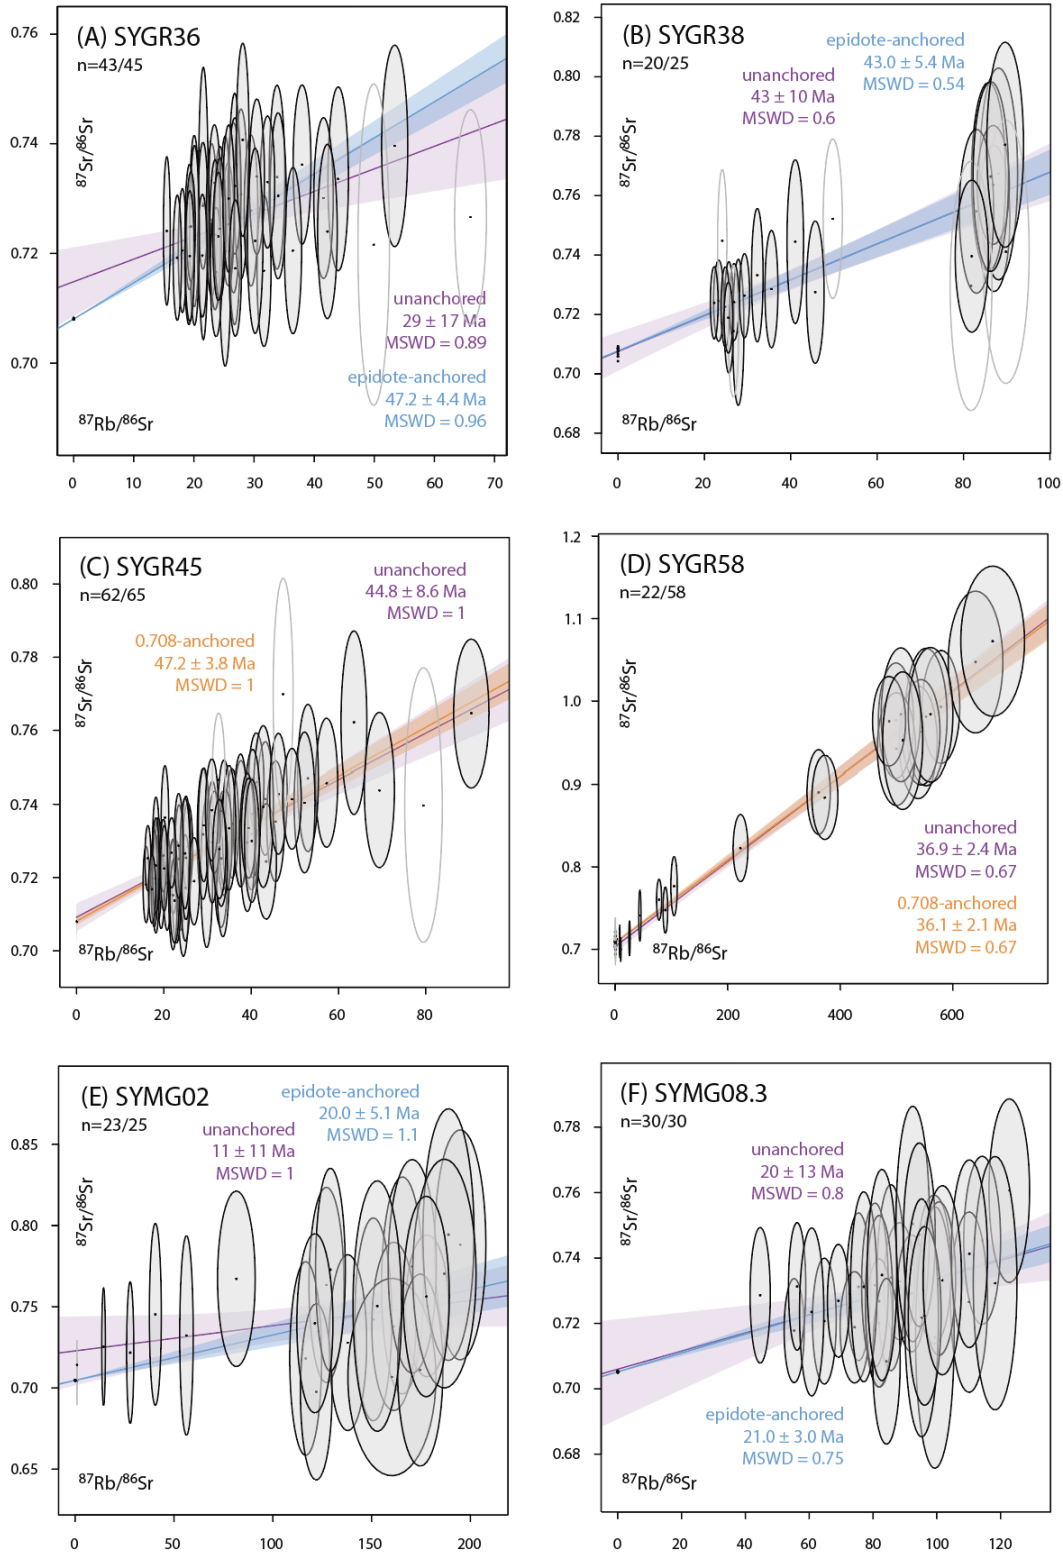 (A) SYGR36
n=43/45
87Sr/86Sr
0.76
0.74
0.72
0.70
unanchored
29 ± 17 Ma
MSWD = 0.89
epidote-anchored
47.2 ± 4.4 Ma
MSWD = 0.96
87Rb/86Sr
0 10 20 30 40 50 60 70
(B) SYGR38
n=20/25
87Sr/86Sr
0.82
0.80
0.78
0.76
0.74
0.72
0.70
0.68
epidote-anchored
43.0 ± 5.4 Ma
MSWD = 0.54
unanchored
43 ± 10 Ma
MSWD = 0.6
87Rb/86Sr
0 20 40 60 80 100
(C) SYGR45
n=62/65
87Sr/86Sr
0.80
0.78
0.76
0.74
0.72
0.70
unanchored
44.8 ± 8.6 Ma
MSWD = 1
0.708-anchored
47.2 ± 3.8 Ma
MSWD = 1
87Rb/86Sr
0 20 40 60 80
(D) SYGR58
n=22/58
87Sr/86Sr
1.2
1.1
1.0
0.9
0.8
0.7
unanchored
36.9 ± 2.4 Ma
MSWD = 0.67
0.708-anchored
36.1 ± 2.1 Ma
MSWD = 0.67
87Rb/86Sr
0 200 400 600
(E) SYMG02
n=23/25
87Sr/86Sr
0.85
0.80
0.75
0.70
0.65
epidote-anchored
20.0 ± 5.1 Ma
MSWD = 1.1
unanchored
11 ± 11 Ma
MSWD = 1
87Rb/86Sr
0 50 100 150 200
(F) SYMG08.3
n=30/30
87Sr/86Sr
0.78
0.76
0.74
0.72
0.70
0.68
unanchored
20 ± 13 Ma
MSWD = 0.8
epidote-anchored
21.0 ± 3.0 Ma
MSWD = 0.75
87Rb/86Sr
0 20 40 60 80 100 120